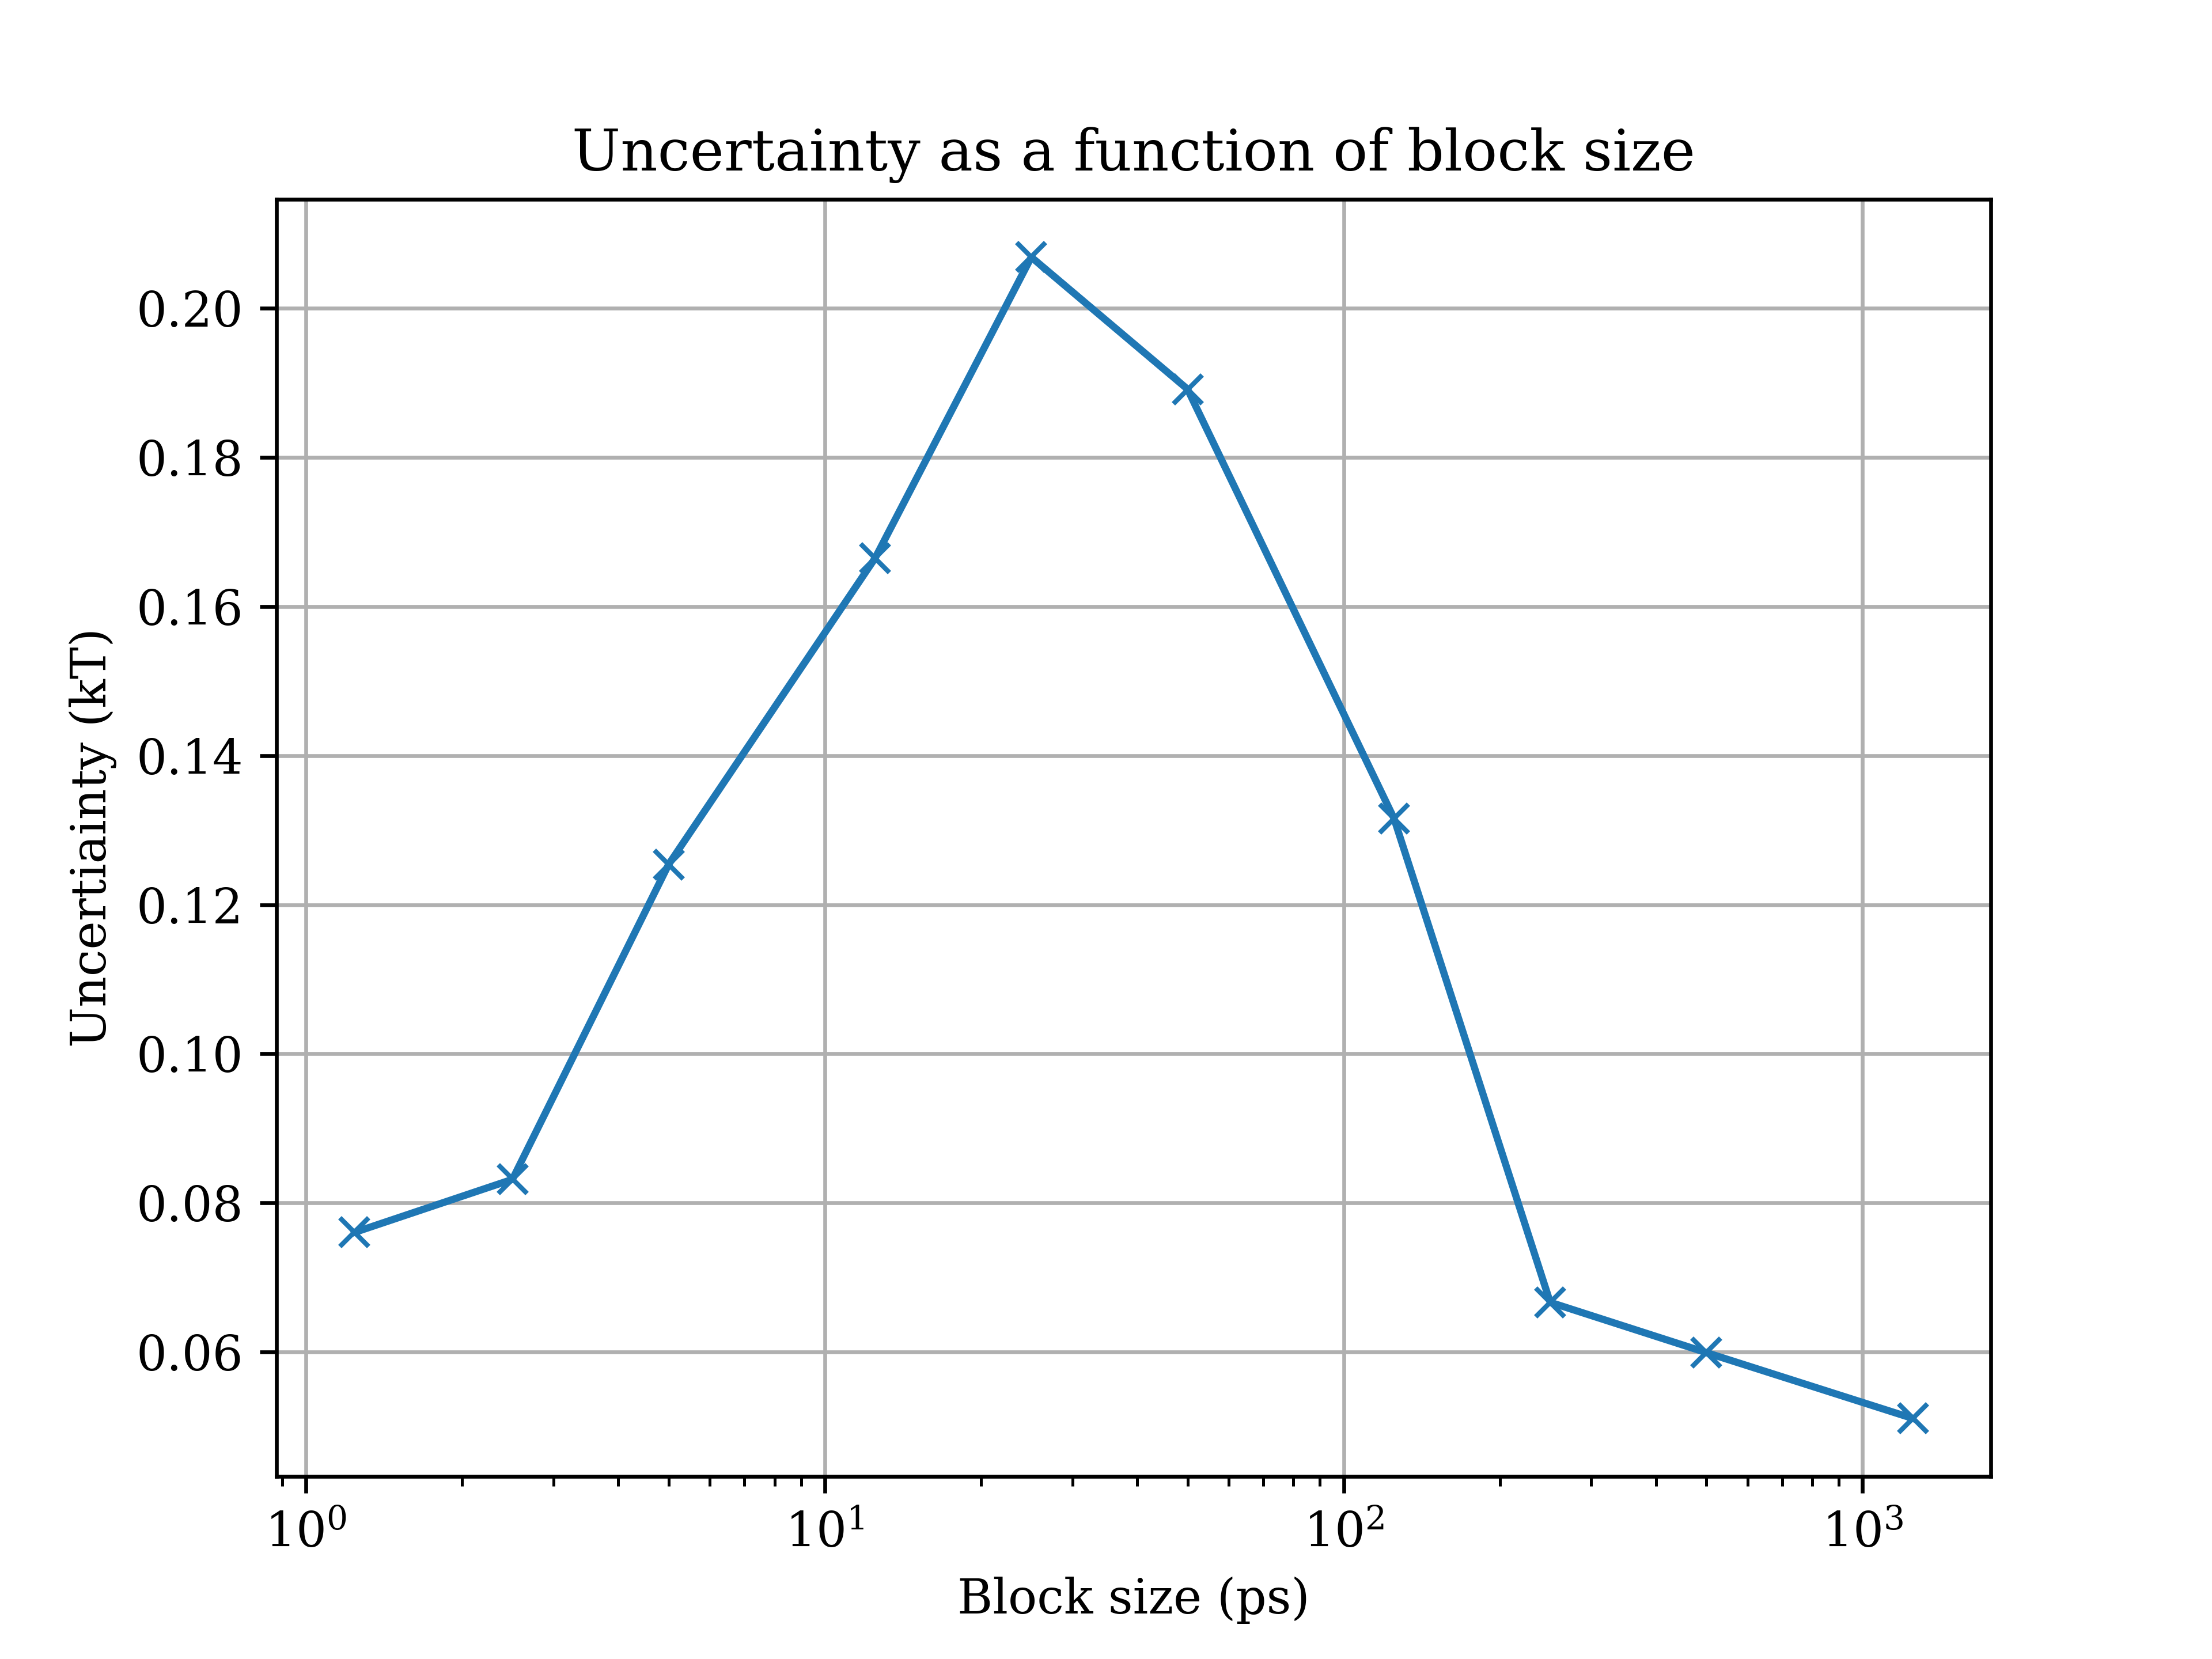 Uncertainty as a function of block size
0.20
0.18
0.16
0.14
0.12
0.10
0.08
0.06
Uncertiainty (kT)
10⁰ 10¹ 10² 10³
Block size (ps)